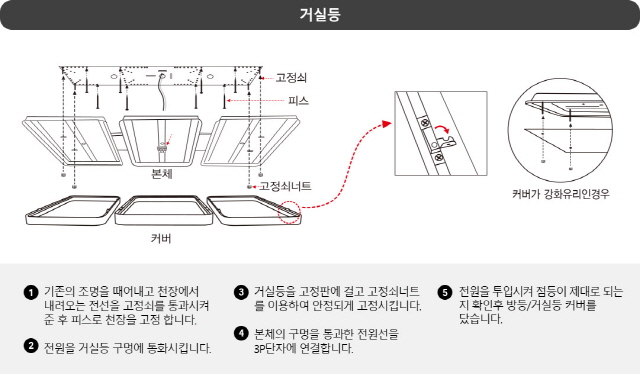 거실등
고정쇠
피스
본체
고정쇠너트
커버
커버가 강화유리인경우
1 기존의 조명을 때어내고 천장에서
내려오는 전선을 고정쇠를 통과시켜
준 후 피스로 천장을 고정 합니다.
2 전원을 거실등 구멍에 통화시킵니다.
3 거실등을 고정판에 걸고 고정쇠너트
를 이용하여 안정되게 고정시킵니다.
4 본체의 구멍을 통과한 전원선을
3P단자에 연결합니다.
5 전원을 투입시켜 점등이 제대로 되는
지 확인후 방등/거실등 커버를
닸습니다.